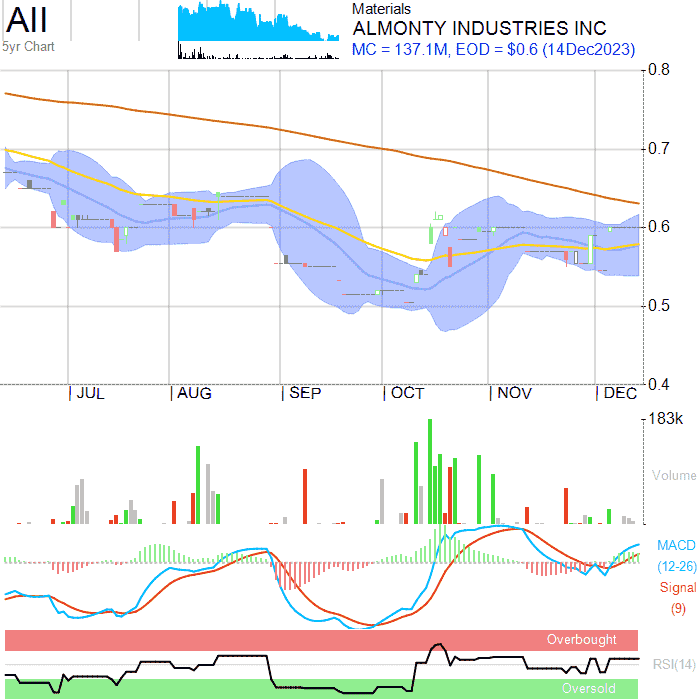 AII
5yr Chart
Materials
ALMONTY INDUSTRIES INC
MC = 137.1M, EOD = $0.6 (14Dec2023)
0.8
0.7
0.6
0.5
0.4
JUL AUG SEP OCT NOV DEC
183k
Volume
MACD
(12-26)
Signal
(9)
Overbought
RSI(14)
Oversold